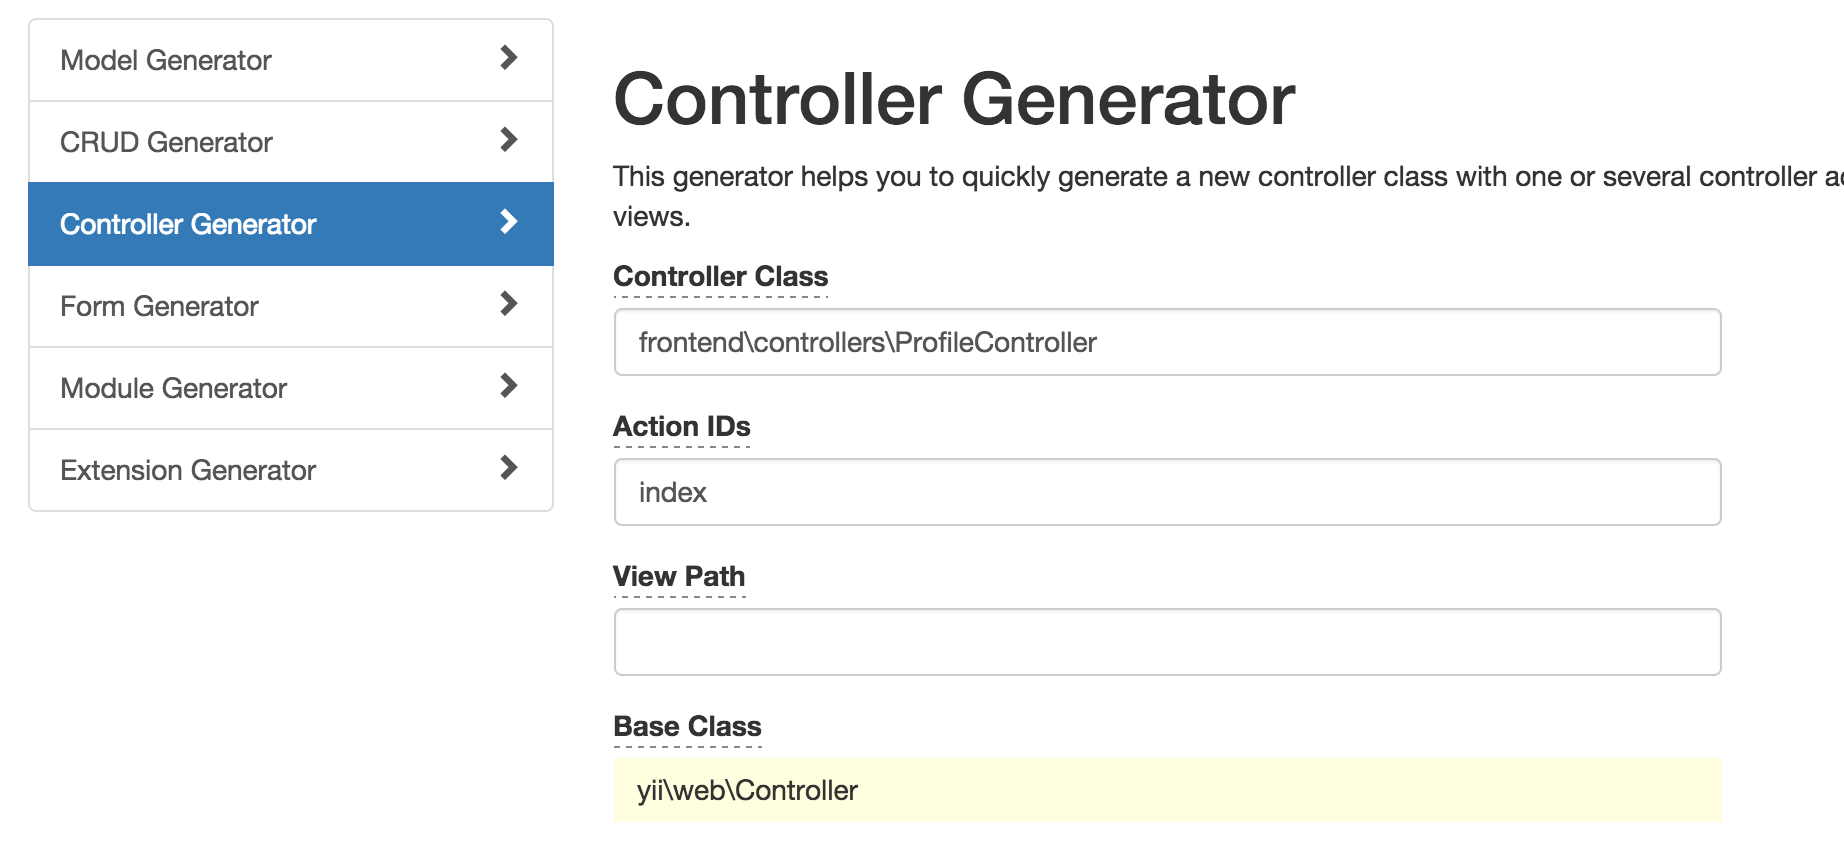 Model Generator
CRUD Generator
Controller Generator
Form Generator
Module Generator
Extension Generator
Controller Generator
This generator helps you to quickly generate a new controller class with one or several controller
views.
Controller Class
frontend\controllers\ProfileController
Action IDs
index
View Path
Base Class
yii\web\Controller